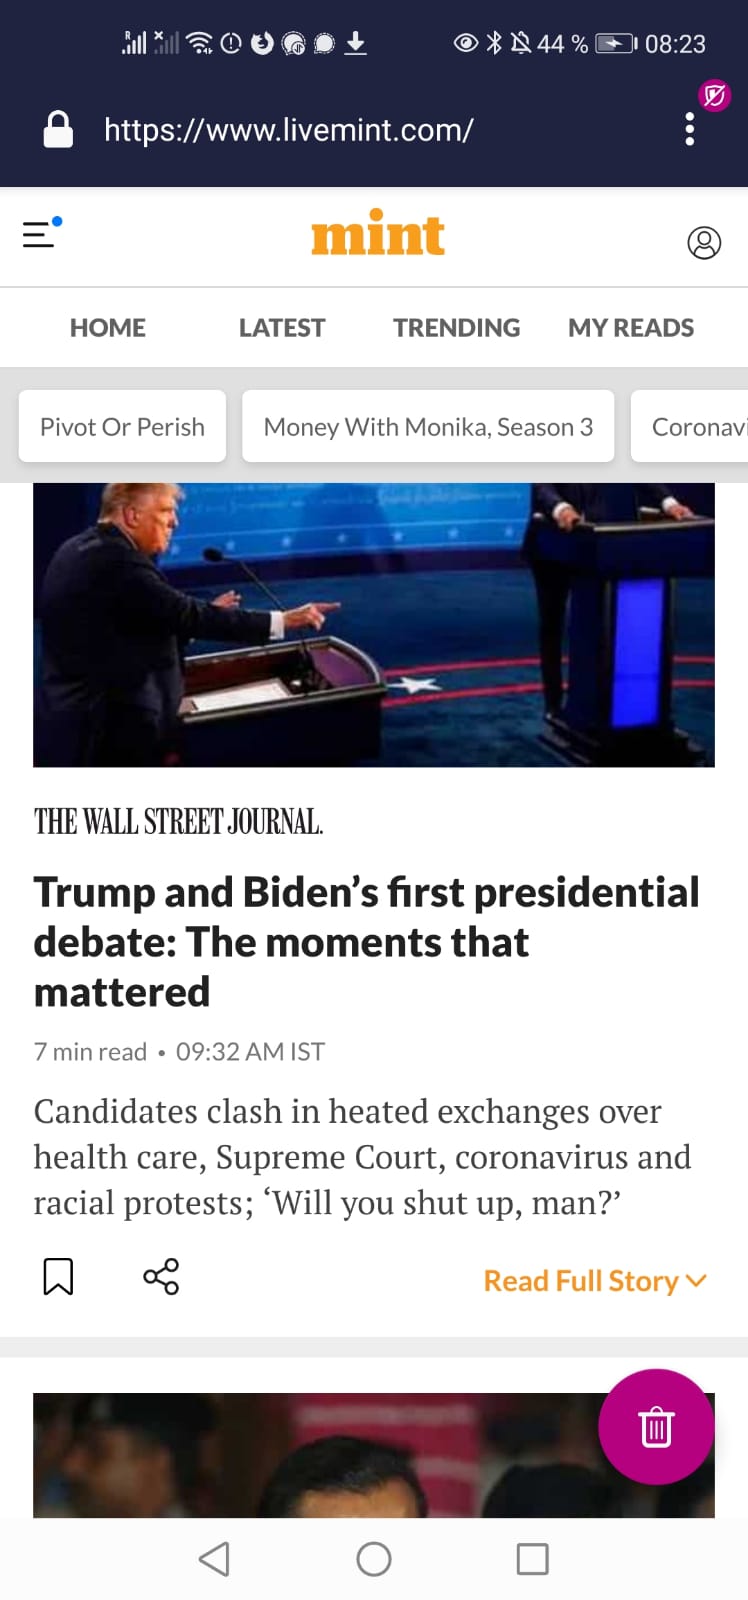 44 % 08:23
https://www.livemint.com/
mint
HOME LATEST TRENDING MY READS
Pivot Or Perish Money With Monika, Season 3 Coronavi
THE WALL STREET JOURNAL.
Trump and Biden’s first presidential
debate: The moments that
mattered
7 min read • 09:32 AM IST
Candidates clash in heated exchanges over
health care, Supreme Court, coronavirus and
racial protests; ‘Will you shut up, man?’
Read Full Story